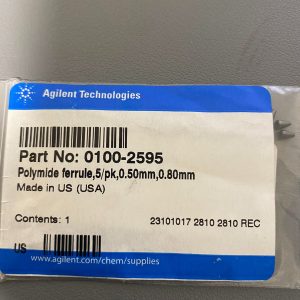 Agilent Technologies
Part No: 0100-2595
Polymide ferrule,5/pk,0.50mm,0.80mm
Made in US (USA)
Contents: 1
23101017 2810 2810 REC
US
www.agilent.com/chem/supplies